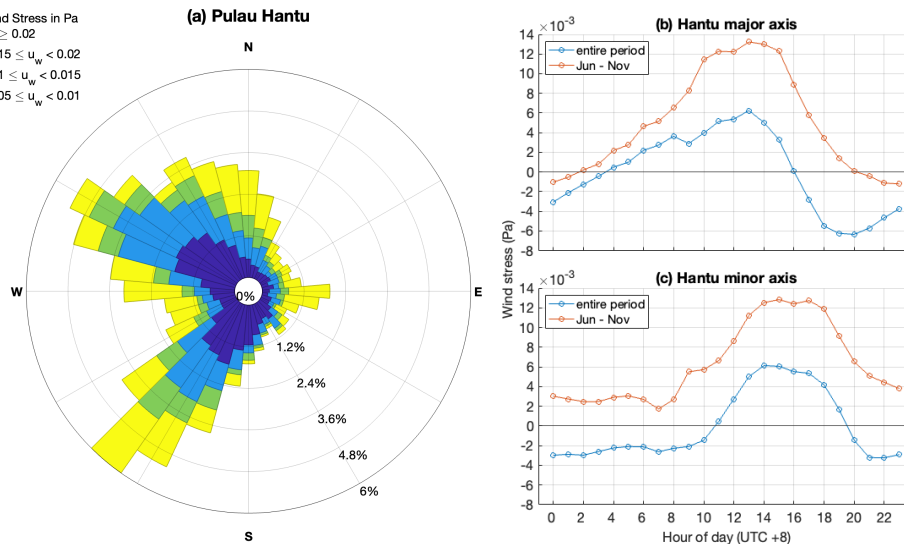 (a) Pulau Hantu
nd Stress in Pa
≥ 0.02
15 ≤ u_w < 0.02
1 ≤ u_w < 0.015
05 ≤ u_w < 0.01
N
W
E
S
0%
1.2%
2.4%
3.6%
4.8%
6%
(b) Hantu major axis
×10⁻³
entire period
Jun - Nov
14
12
10
8
6
4
2
0
-2
-4
-6
-8
Wind stress (Pa)
(c) Hantu minor axis
×10⁻³
entire period
Jun - Nov
14
12
10
8
6
4
2
0
-2
-4
-6
-8
0 2 4 6 8 10 12 14 16 18 20 22
Hour of day (UTC +8)